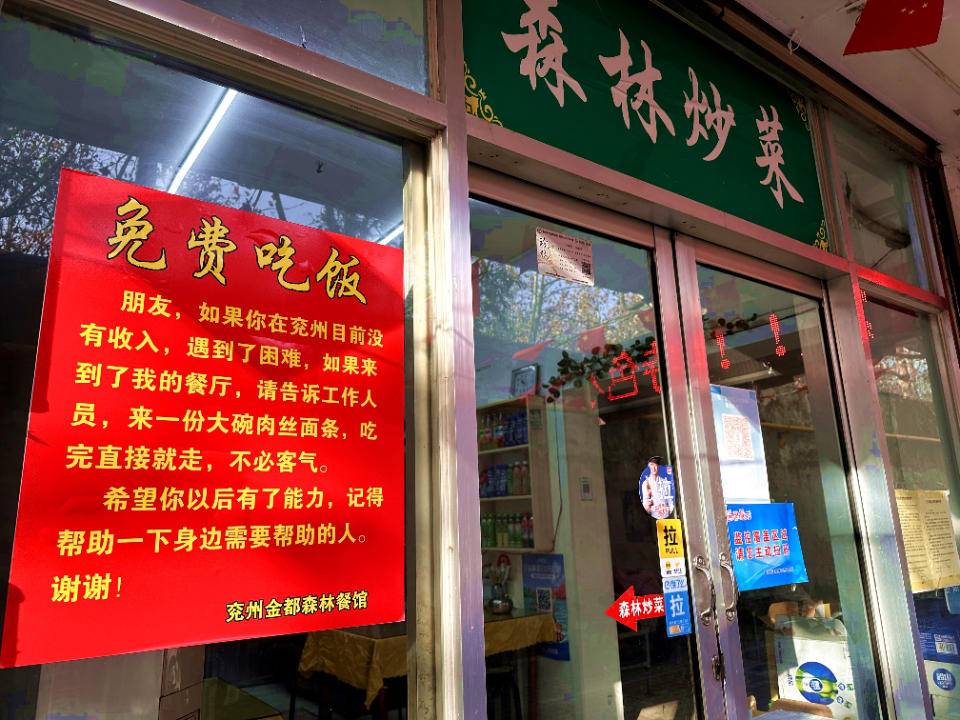 森林炒菜
免费吃饭
朋友，如果你在兖州目前没
有收入，遇到了困难，如果来
到了我的餐厅，请告诉工作人
员，来一份大碗肉丝面条，吃
完直接就走，不必客气。
希望你以后有了能力，记得
帮助一下身边需要帮助的人。
谢谢！
兖州金都森林餐馆
拉
PULL
森林炒菜
拉